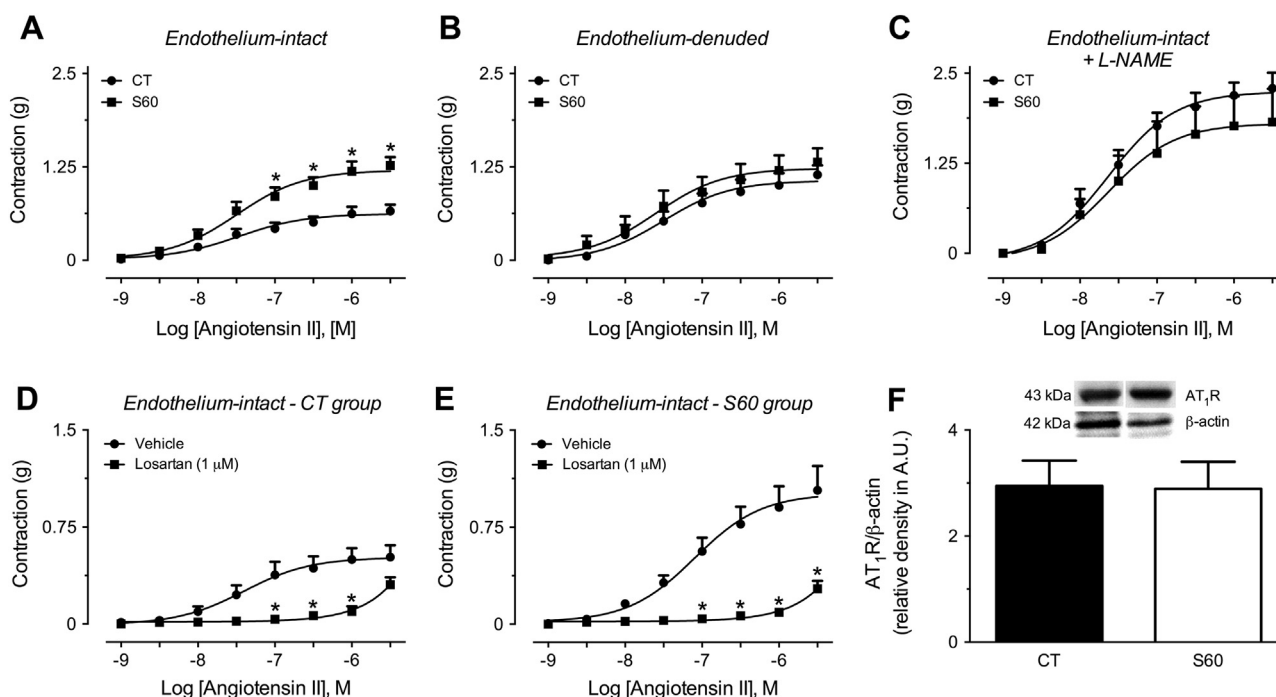 A
Endothelium-intact
CT
S60
2.5
1.25
0
Contraction (g)
* * * * *
-9 -8 -7 -6
Log [Angiotensin II], [M]
B
Endothelium-denuded
CT
S60
2.5
1.25
0
Contraction (g)
-9 -8 -7 -6
Log [Angiotensin II], M
C
Endothelium-intact
+ L-NAME
CT
S60
2.5
1.25
0
Contraction (g)
-9 -8 -7 -6
Log [Angiotensin II], M
D
Endothelium-intact - CT group
Vehicle
Losartan (1 μM)
1.5
0.75
0
Contraction (g)
* * *
-9 -8 -7 -6
Log [Angiotensin II], M
E
Endothelium-intact - S60 group
Vehicle
Losartan (1 μM)
1.5
0.75
0
Contraction (g)
* * * *
-9 -8 -7 -6
Log [Angiotensin II], M
F
43 kDa AT₁R
42 kDa β-actin
4
2
0
AT₁R/β-actin
(relative density in A.U.)
CT S60